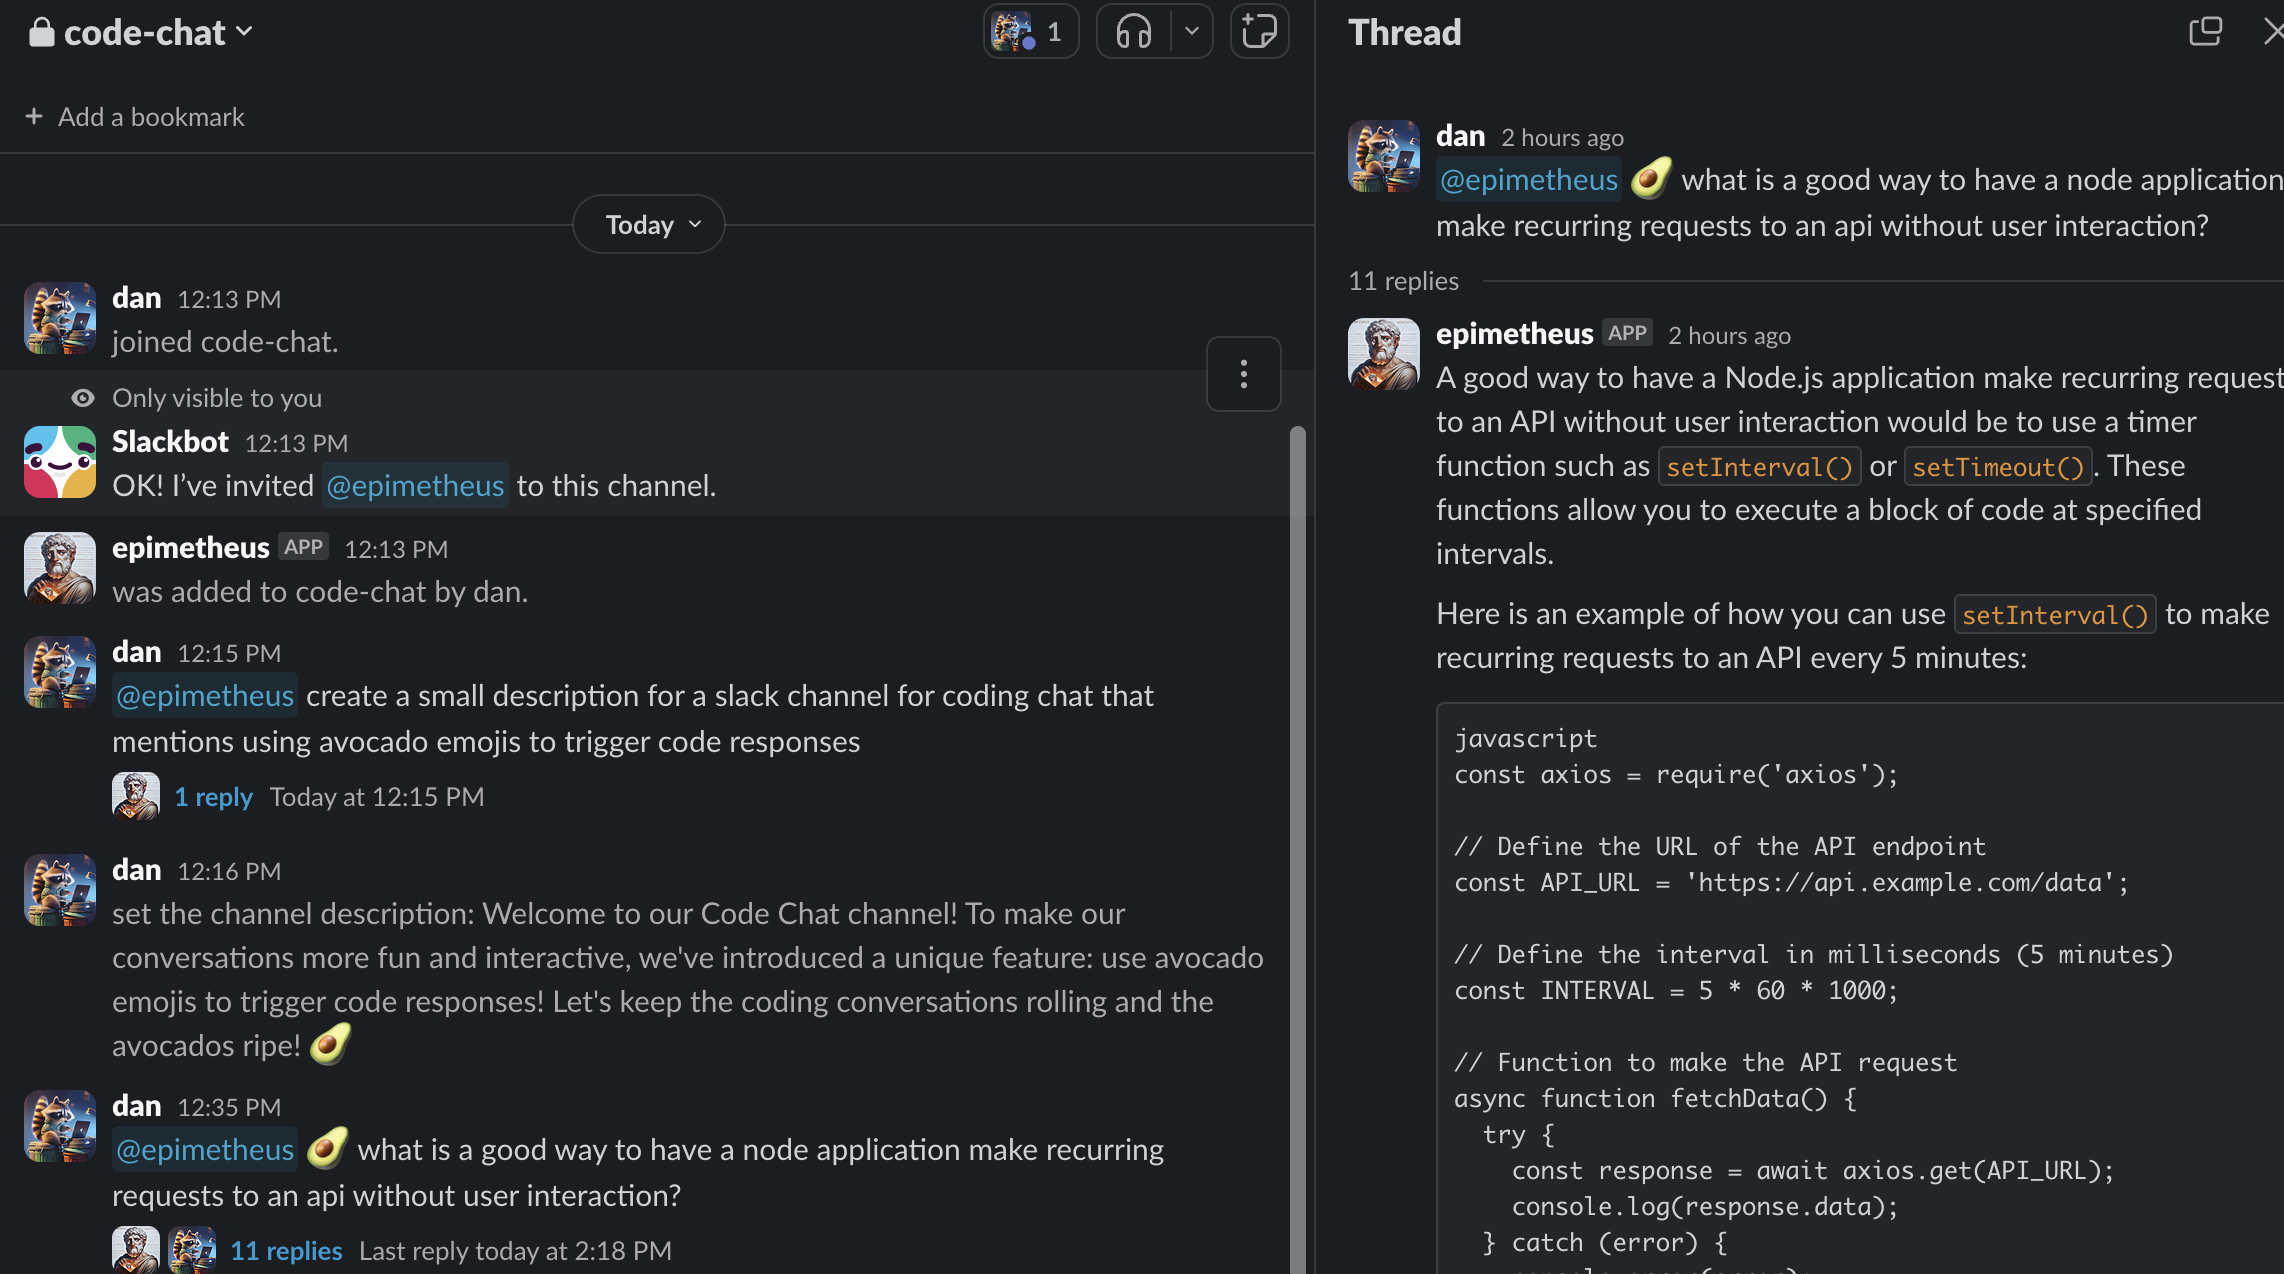 code-chat
1
+ Add a bookmark
Today
dan 12:13 PM
joined code-chat.
Only visible to you
Slackbot 12:13 PM
OK! I’ve invited @epimetheus to this channel.
epimetheus APP 12:13 PM
was added to code-chat by dan.
dan 12:15 PM
@epimetheus create a small description for a slack channel for coding chat that
mentions using avocado emojis to trigger code responses
1 reply Today at 12:15 PM
dan 12:16 PM
set the channel description: Welcome to our Code Chat channel! To make our
conversations more fun and interactive, we've introduced a unique feature: use avocado
emojis to trigger code responses! Let's keep the coding conversations rolling and the
avocados ripe! 🥑
dan 12:35 PM
@epimetheus 🥑 what is a good way to have a node application make recurring
requests to an api without user interaction?
11 replies Last reply today at 2:18 PM
Thread
dan 2 hours ago
@epimetheus 🥑 what is a good way to have a node application
make recurring requests to an api without user interaction?
11 replies
epimetheus APP 2 hours ago
A good way to have a Node.js application make recurring request
to an API without user interaction would be to use a timer
function such as setInterval() or setTimeout(). These
functions allow you to execute a block of code at specified
intervals.
Here is an example of how you can use setInterval() to make
recurring requests to an API every 5 minutes:
javascript
const axios = require('axios');
// Define the URL of the API endpoint
const API_URL = 'https://api.example.com/data';
// Define the interval in milliseconds (5 minutes)
const INTERVAL = 5 * 60 * 1000;
// Function to make the API request
async function fetchData() {
try {
const response = await axios.get(API_URL);
console.log(response.data);
} catch (error) {